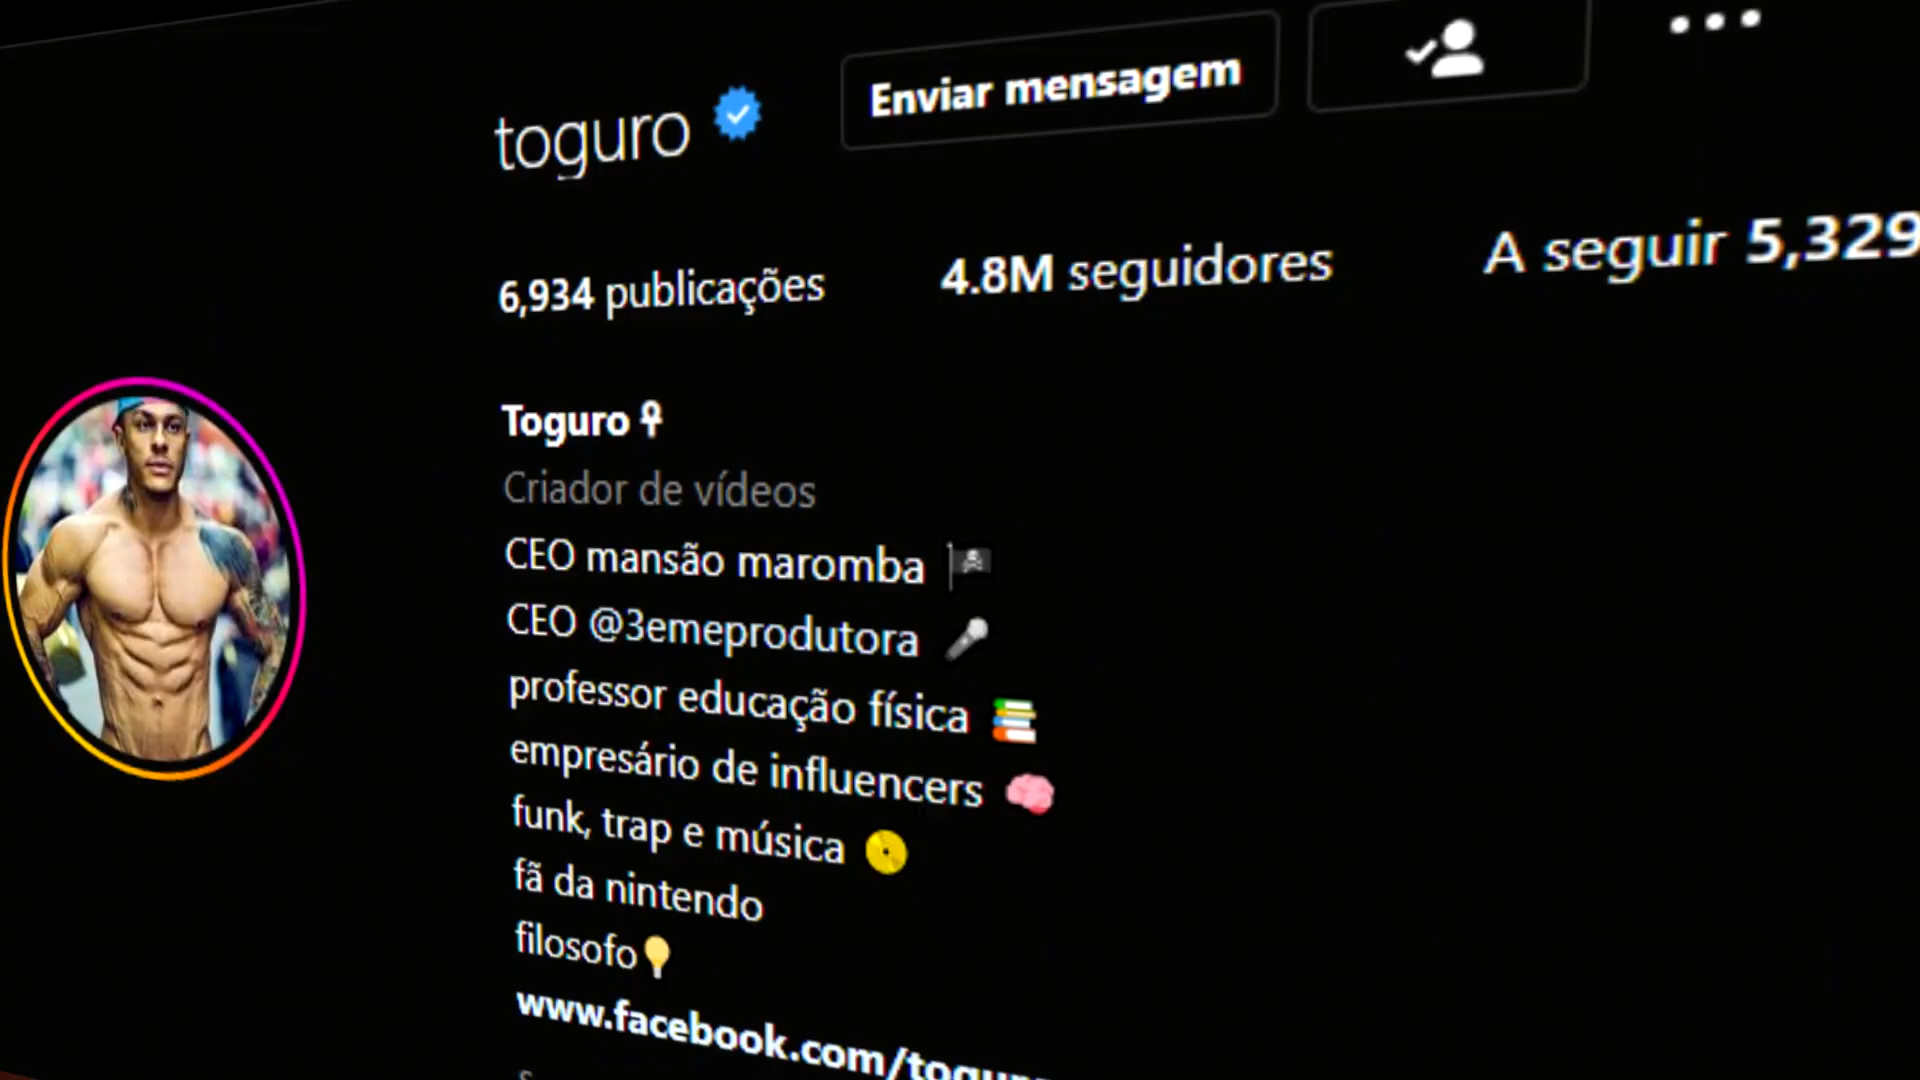 toguro
Enviar mensagem
6,934 publicações
4.8M seguidores
A seguir 5,329
Toguro
Criador de vídeos
CEO mansão maromba
CEO @3emeprodutora
professor educação física
empresário de influencers
funk, trap e música
fã da nintendo
filosofo
www.facebook.com/togur